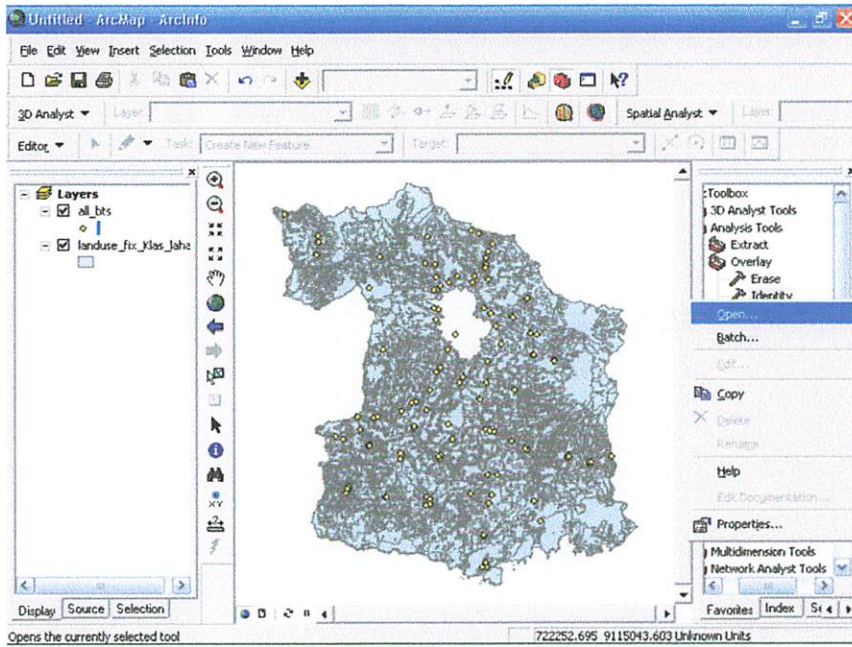 Untitled - ArcMap - ArcInfo
File Edit View Insert Selection Tools Window Help
3D Analyst Layer: Spatial Analyst Layer:
Editor Task: Create New Feature Target:
Layers
all_bts
landuse_fix_Klas_laha
cToolbox
3D Analyst Tools
Analysis Tools
Extract
Overlay
Erase
Identity
Open...
Batch...
Edit...
Copy
Delete
Rename
Help
Edit Documentation...
Properties...
Multidimension Tools
Network Analyst Tools
Display Source Selection
Favorites Index
Opens the currently selected tool
722252.695 9115043.603 Unknown Units